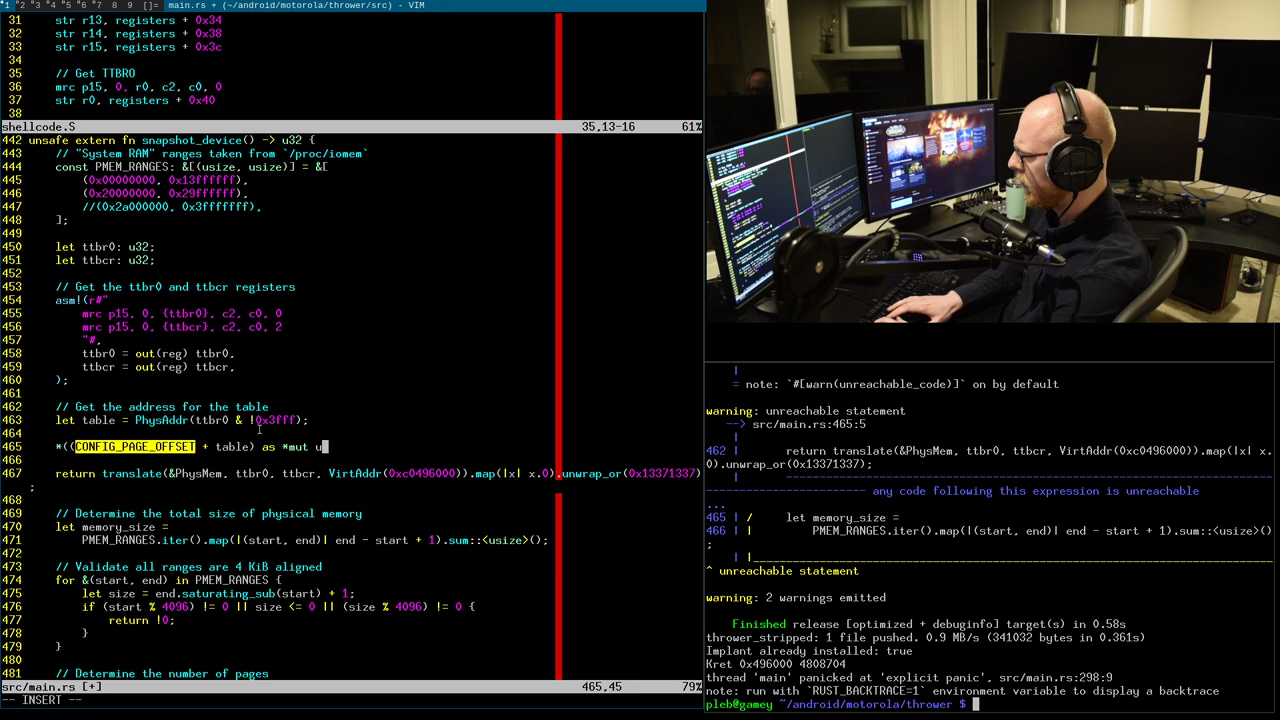 *1 *2 *3 *4 *5 *6 *7 8 9 []= main.rs + (~/android/motorola/thrower/src) - VIM
31     str r13, registers + 0x34
32     str r14, registers + 0x38
33     str r15, registers + 0x3c
34
35     // Get TTBR0
36     mrc p15, 0, r0, c2, c0, 0
37     str r0, registers + 0x40
38
shellcode.S 35,13-16 61%
442 unsafe extern fn snapshot_device() -> u32 {
443     // "System RAM" ranges taken from `/proc/iomem`
444     const PMEM_RANGES: &[(usize, usize)] = &[
445         (0x00000000, 0x13ffffff),
446         (0x20000000, 0x29ffffff),
447         //(0x2a000000, 0x3fffffff),
448     ];
449
450     let ttbr0: u32;
451     let ttbcr: u32;
452
453     // Get the ttbr0 and ttbcr registers
454     asm!(r#"
455         mrc p15, 0, {ttbr0}, c2, c0, 0
456         mrc p15, 0, {ttbcr}, c2, c0, 2
457         "#,
458         ttbr0 = out(reg) ttbr0,
459         ttbcr = out(reg) ttbcr,
460     );
461
462     // Get the address for the table
463     let table = PhysAddr(ttbr0 & !0x3fff);
464
465     *((CONFIG_PAGE_OFFSET + table) as *mut u
466
467     return translate(&PhysMem, ttbr0, ttbcr, VirtAddr(0xc0496000)).map(|x| x.0).unwrap_or(0x13371337)
;
468
469     // Determine the total size of physical memory
470     let memory_size =
471         PMEM_RANGES.iter().map(|(start, end)| end - start + 1).sum::<usize>();
472
473     // Validate all ranges are 4 KiB aligned
474     for &(start, end) in PMEM_RANGES {
475         let size = end.saturating_sub(start) + 1;
476         if (start % 4096) != 0 || size <= 0 || (size % 4096) != 0 {
477             return !0;
478         }
479     }
480
481     // Determine the number of pages
src/main.rs [+] 465,45 79%
-- INSERT --
|
= note: `#[warn(unreachable_code)]` on by default
warning: unreachable statement
--> src/main.rs:465:5
|
462 |     return translate(&PhysMem, ttbr0, ttbcr, VirtAddr(0xc0496000)).map(|x| x.
0).unwrap_or(0x13371337);
|     ------------------------------------------------------------------------
----------------------- any code following this expression is unreachable
...
465 | /     let memory_size =
466 | |         PMEM_RANGES.iter().map(|(start, end)| end - start + 1).sum::<usize>()
;
| |_____________________________________________________________________________
^ unreachable statement
warning: 2 warnings emitted
Finished release [optimized + debuginfo] target(s) in 0.58s
thrower_stripped: 1 file pushed. 0.9 MB/s (341032 bytes in 0.361s)
Implant already installed: true
Kret 0x496000 4808704
thread 'main' panicked at 'explicit panic', src/main.rs:298:9
note: run with `RUST_BACKTRACE=1` environment variable to display a backtrace
pleb@gamey ~/android/motorola/thrower $